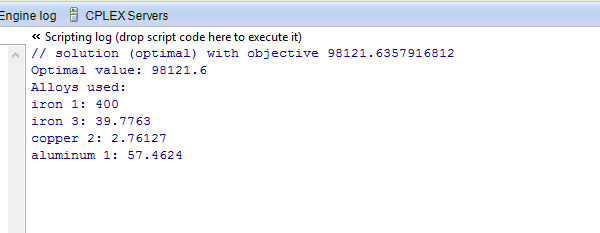 Engine log CPLEX Servers
« Scripting log (drop script code here to execute it)
// solution (optimal) with objective 98121.6357916812
Optimal value: 98121.6
Alloys used:
iron 1: 400
iron 3: 39.7763
copper 2: 2.76127
aluminum 1: 57.4624